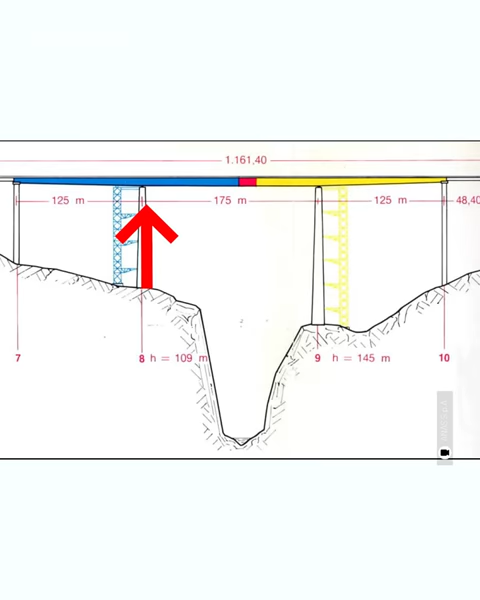 1.161,40
125 m
175 m
125 m
48,40
7
8 h = 109 m
9 h = 145 m
10